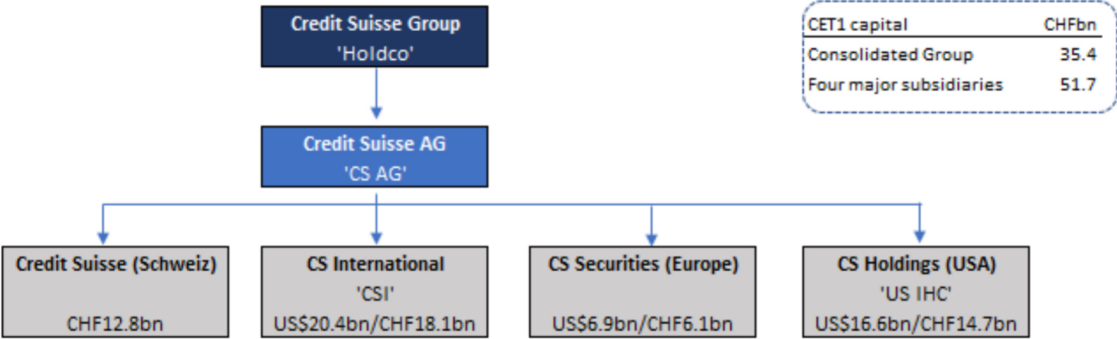 Credit Suisse Group
'Holdco'
CET1 capital CHFbn
Consolidated Group 35.4
Four major subsidiaries 51.7
Credit Suisse AG
'CS AG'
Credit Suisse (Schweiz)
CHF12.8bn
CS International
'CSI'
US$20.4bn/CHF18.1bn
CS Securities (Europe)
US$6.9bn/CHF6.1bn
CS Holdings (USA)
'US IHC'
US$16.6bn/CHF14.7bn